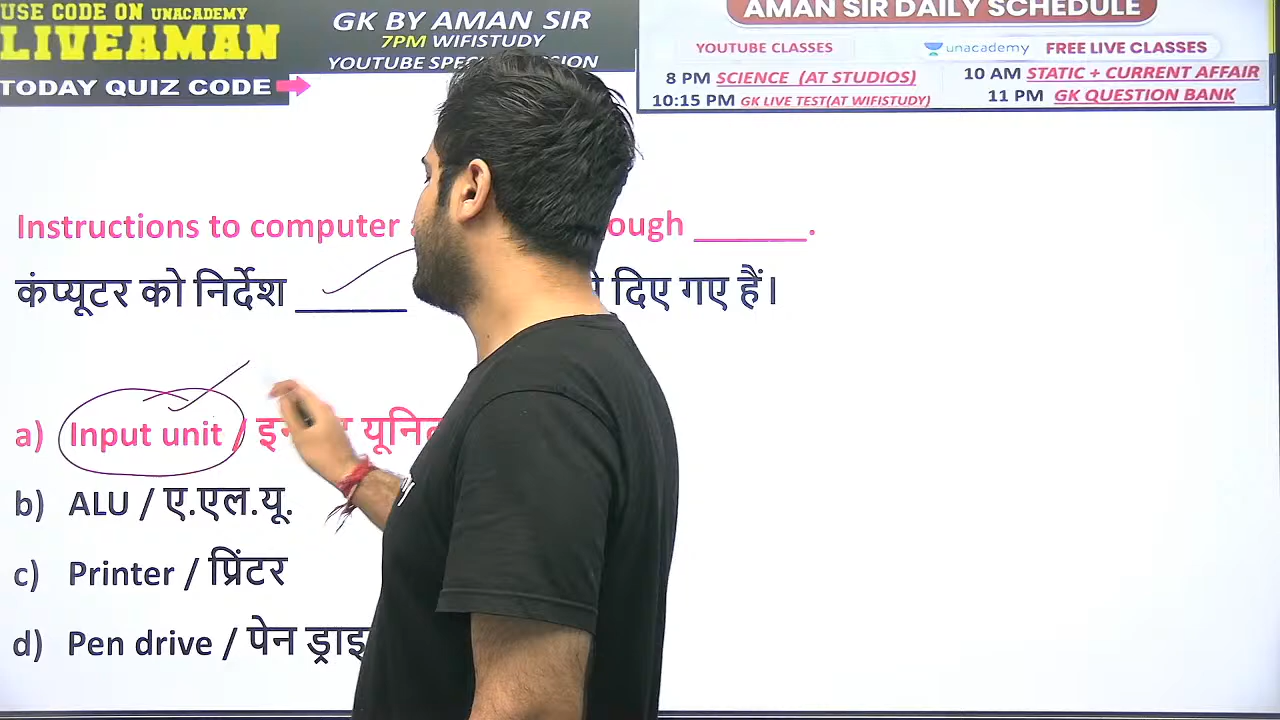 USE CODE ON UNACADEMY
LIVEAMAN
TODAY QUIZ CODE
GK BY AMAN SIR
7PM WIFISTUDY
YOUTUBE SPEC SION
AMAN SIR DAILY SCHEDULE
YOUTUBE CLASSES
unacademy FREE LIVE CLASSES
8 PM SCIENCE (AT STUDIOS)
10 AM STATIC + CURRENT AFFAIR
10:15 PM GK LIVE TEST(AT WIFISTUDY)
11 PM GK QUESTION BANK
Instructions to computer ough ______.
कंप्यूटर को निर्देश ______ दिए गए हैं।
a) Input unit /
b) ALU / ए.एल.यू.
c) Printer / प्रिंटर
d) Pen drive / पेन